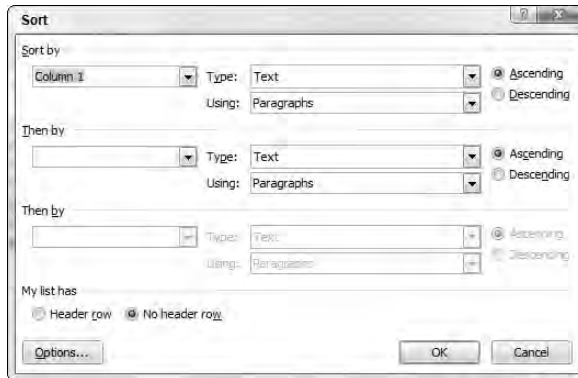 Sort
Sort by
Column 1 Type: Text Ascending
Using: Paragraphs Descending
Then by
Type: Text Ascending
Using: Paragraphs Descending
Then by
Type: Text Ascending
Using: Paragraphs Descending
My list has
Header row No header row
Options... OK Cancel